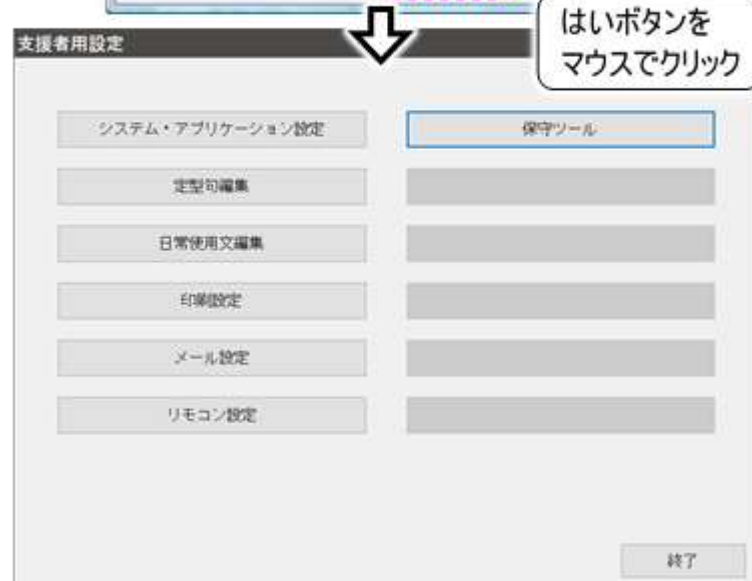 はいボタンを
マウスでクリック
支援者用設定
システム・アプリケーション設定
保守ツール
定型句編集
日常使用文編集
印刷設定
メール設定
リモコン設定
終了